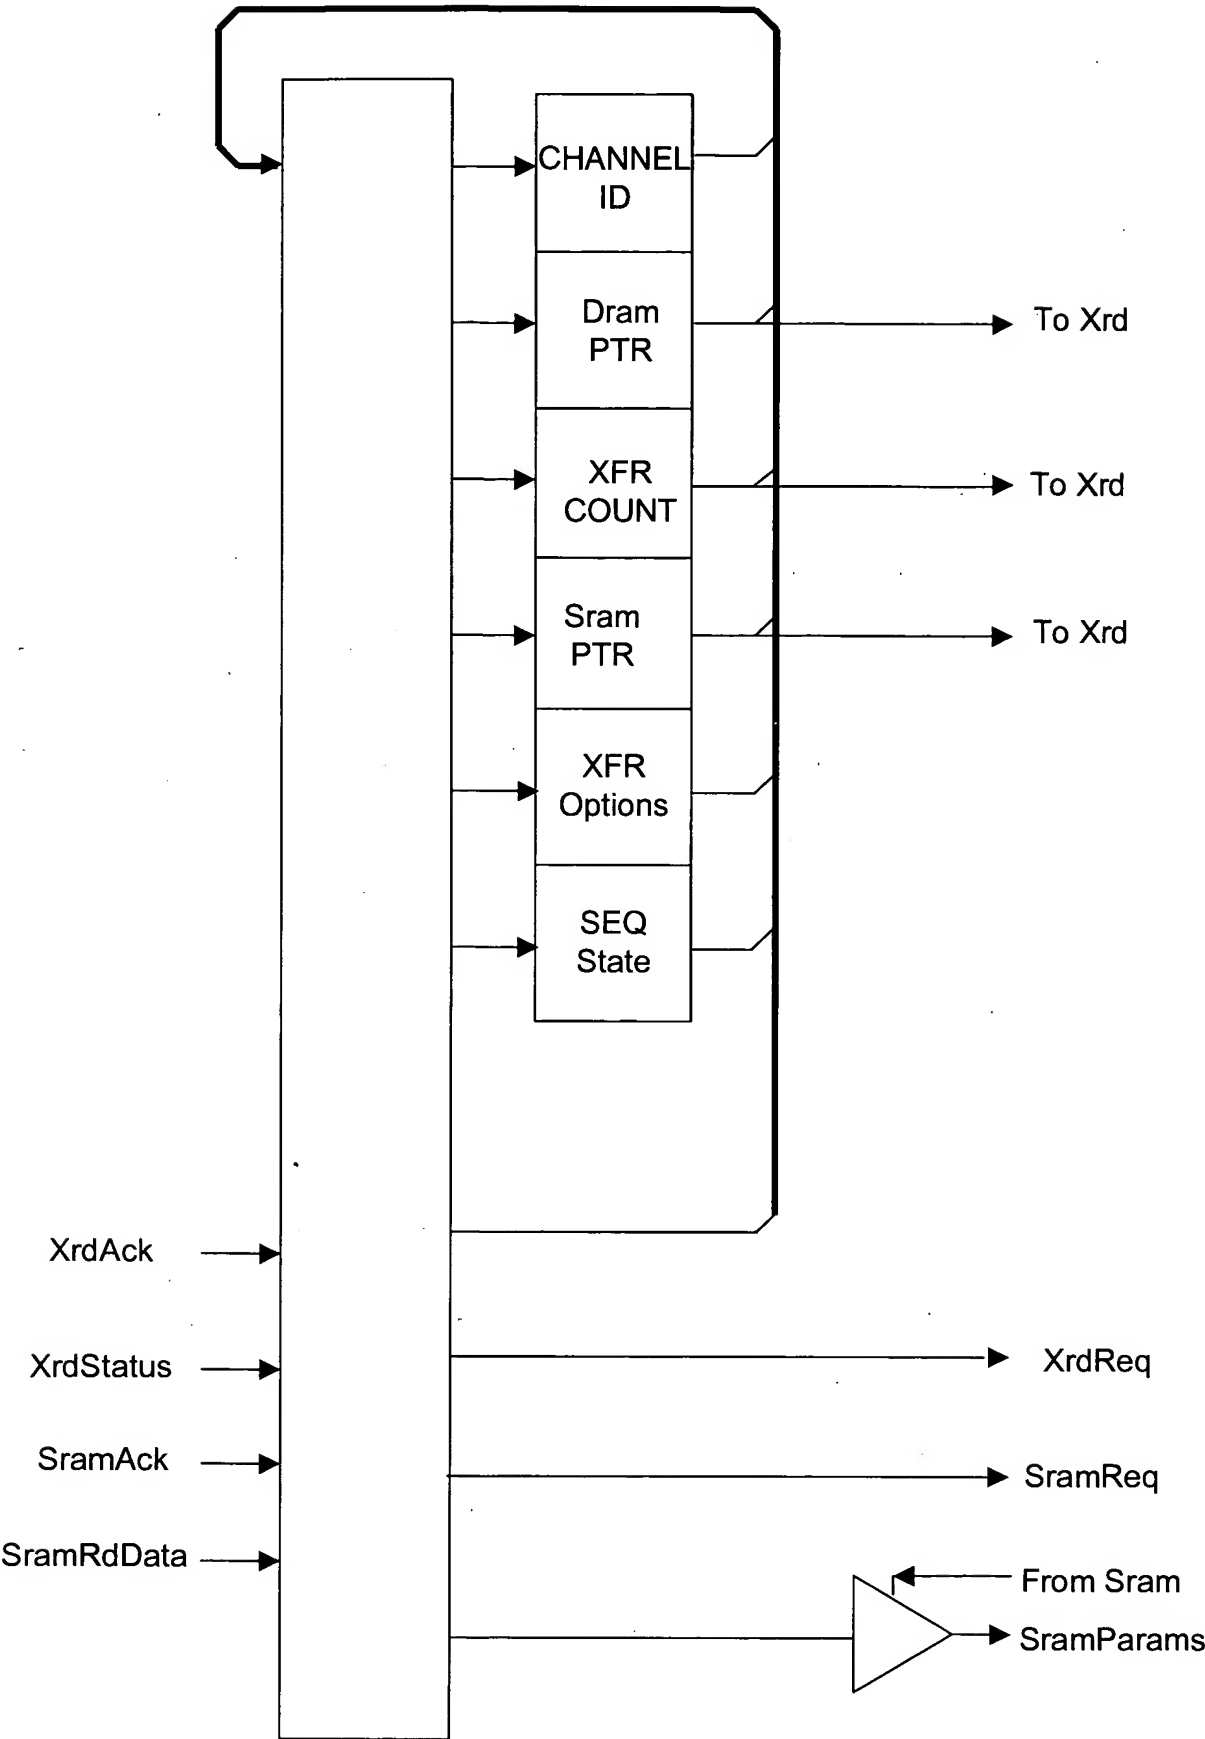 CHANNEL
ID
Dram
PTR
To Xrd
XFR
COUNT
To Xrd
Sram
PTR
To Xrd
XFR
Options
SEQ
State
XrdAck
XrdStatus
XrdReq
SramAck
SramReq
SramRdData
From Sram
SramParams